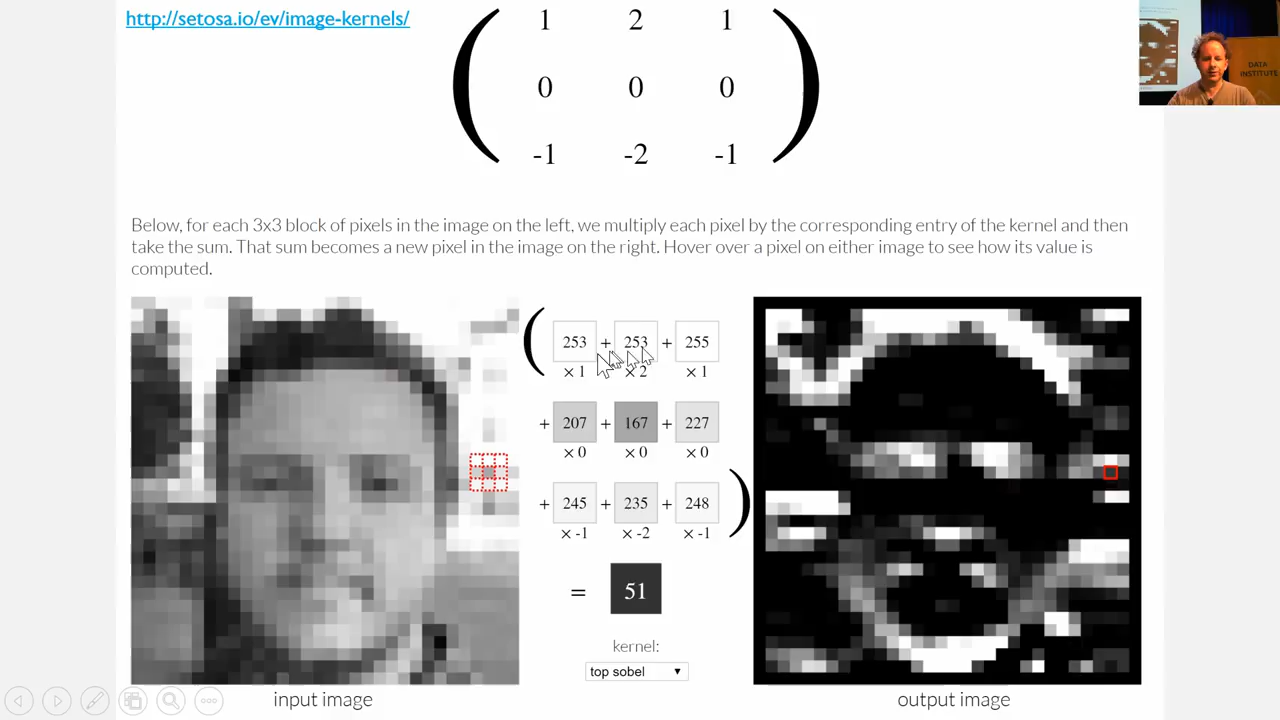 http://setosa.io/ev/image-kernels/
1 2 1
0 0 0
-1 -2 -1
DATA
INSTITUTE
Below, for each 3x3 block of pixels in the image on the left, we multiply each pixel by the corresponding entry of the kernel and then
take the sum. That sum becomes a new pixel in the image on the right. Hover over a pixel on either image to see how its value is
computed.
( 253 + 253 + 255
× 1 × 2 × 1
+ 207 + 167 + 227
× 0 × 0 × 0
+ 245 + 235 + 248 )
× -1 × -2 × -1
= 51
kernel:
top sobel
input image
output image